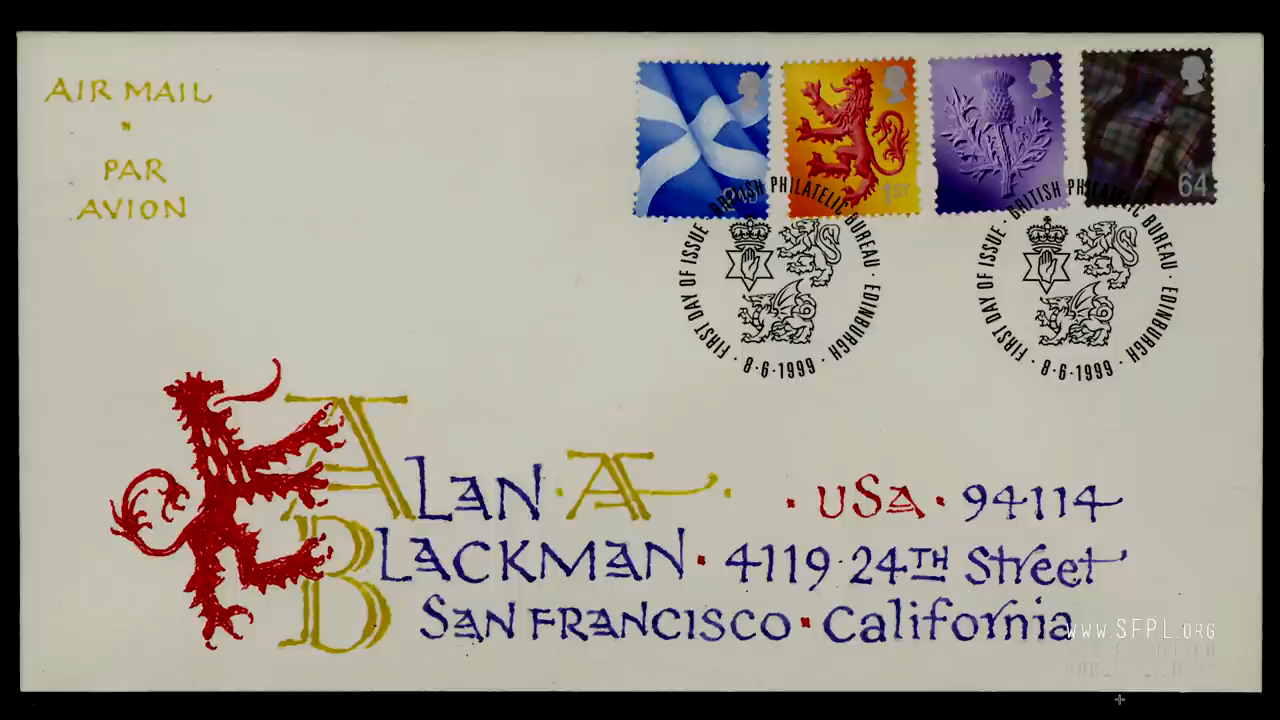 AIR MAIL
PAR
AVION
1ST
64
FIRST DAY OF ISSUE · BRITISH PHILATELIC BUREAU · EDINBURGH ·
8·6·1999
FIRST DAY OF ISSUE · BRITISH PHILATELIC BUREAU · EDINBURGH ·
8·6·1999
ALAN · A · · USA · 94114
BLACKMAN · 4119 24TH Street
SAN FRANCISCO · California
www.SFPL.ORG